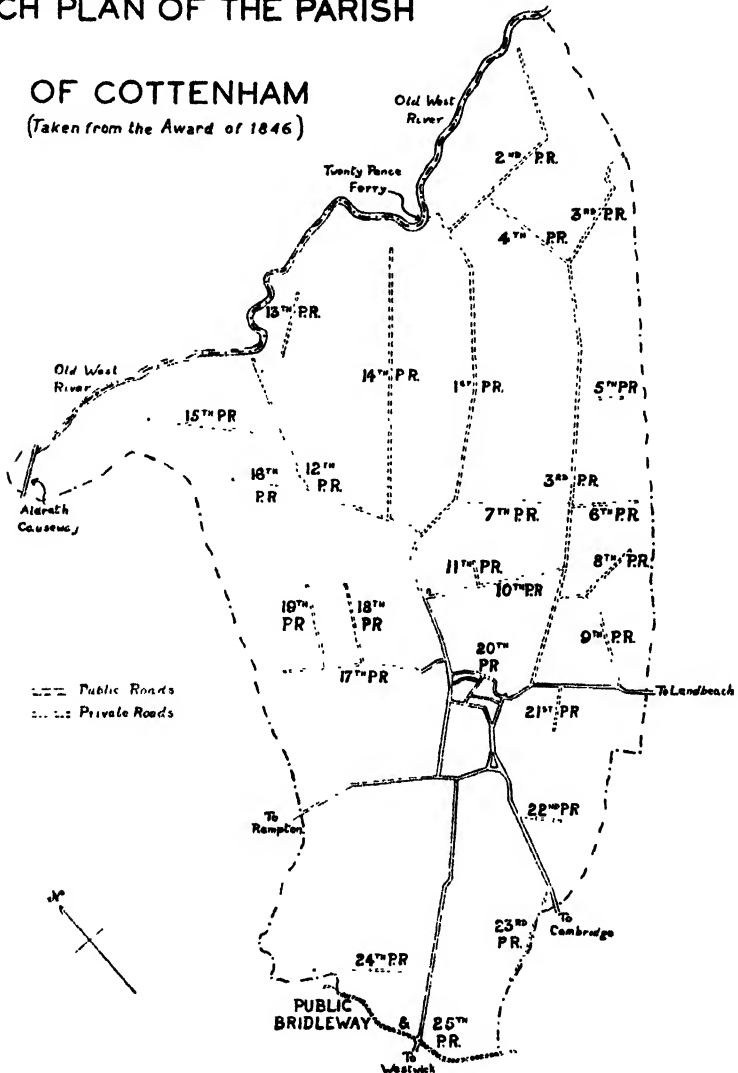 CH PLAN OF THE PARISH
OF COTTENHAM
(Taken from the Award of 1846)
Old West
River
Twenty Pence
Ferry
2ND P.R.
3RD P.R.
4TH P.R.
13TH P.R.
Old West
River
14TH P.R.
1ST P.R.
5TH PR
15TH PR
16TH
P.R
12TH
P.R.
3RD P.R
Aldreth
Causeway
7TH P.R.
6TH P.R.
11TH P.R.
10TH P.R
8TH P.R.
19TH
PR
18TH
PR
9TH P.R.
20TH
PR
17TH PR
Public Roads
Private Roads
To Landbeach
21ST PR
To
Rampton
22ND PR
N
To
Cambridge
23RD
P.R.
24TH P.R
PUBLIC
BRIDLEWAY & 25TH
P.R.
To
Westwick